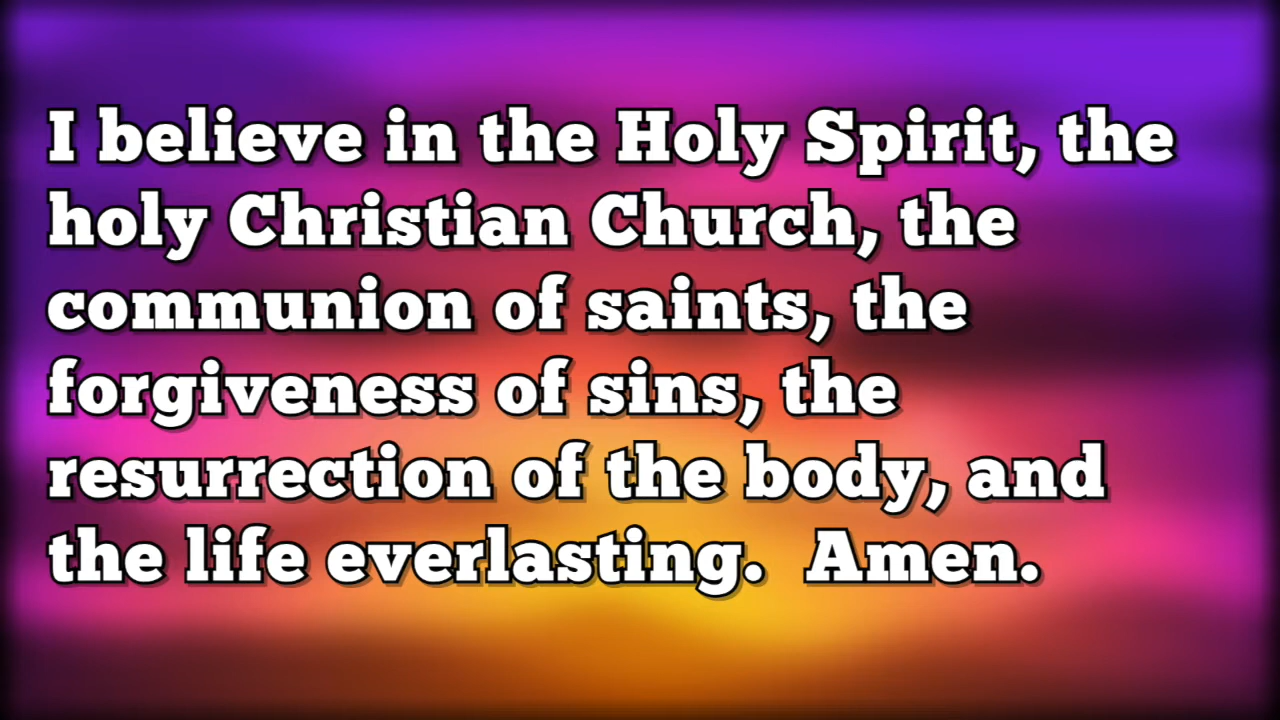 I believe in the Holy Spirit, the
holy Christian Church, the
communion of saints, the
forgiveness of sins, the
resurrection of the body, and
the life everlasting.  Amen.